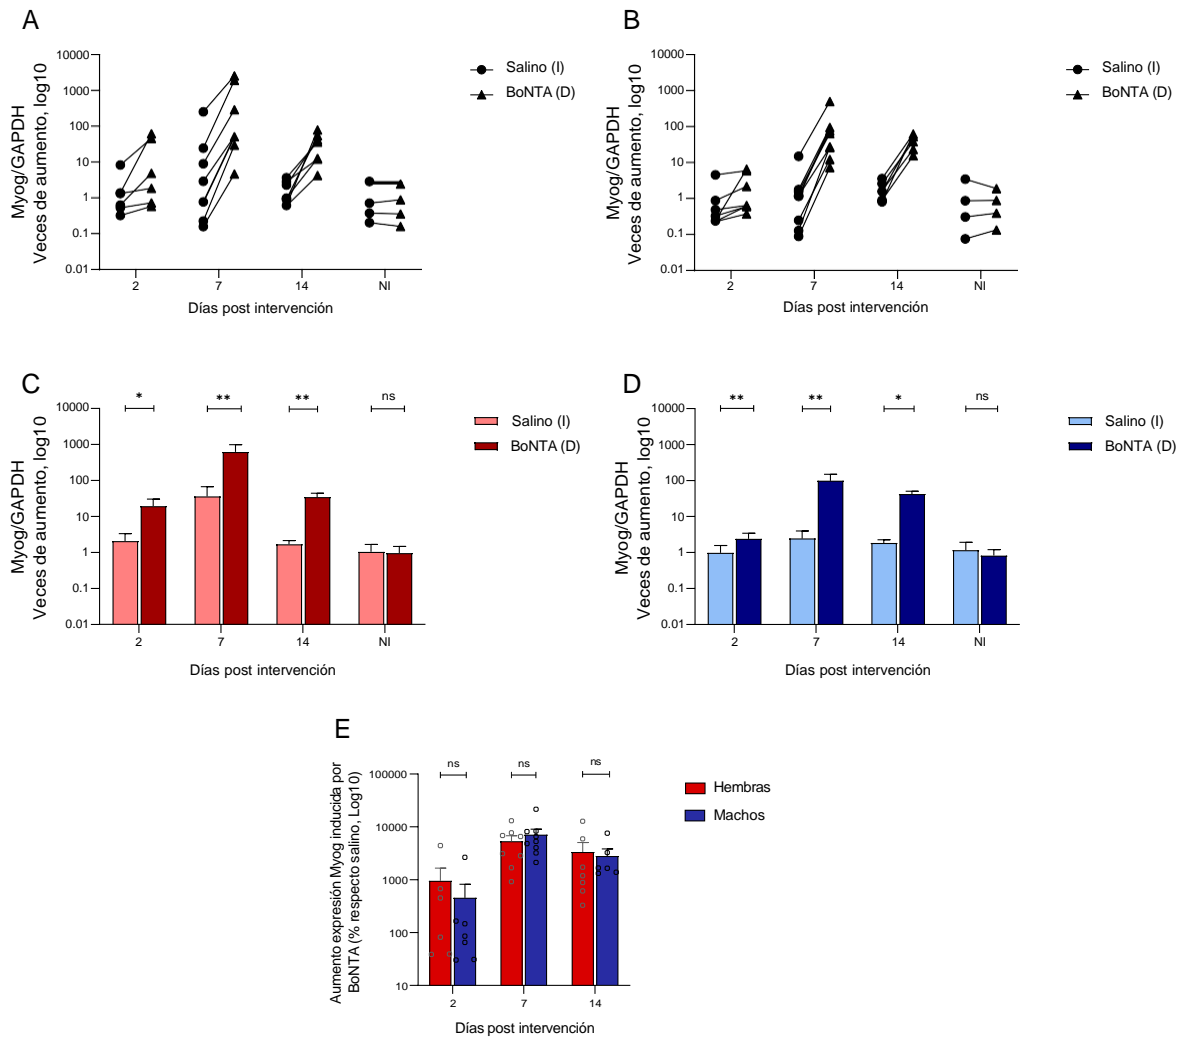 A
Myog/GAPDH
Veces de aumento, log10
10000
1000
100
10
1
0.1
0.01
2
7
14
NI
Días post intervención
Salino (I)
BoNTA (D)
B
Myog/GAPDH
Veces de aumento, log10
10000
1000
100
10
1
0.1
0.01
2
7
14
NI
Días post intervención
Salino (I)
BoNTA (D)
C
Myog/GAPDH
Veces de aumento, log10
10000
1000
100
10
1
0.1
0.01
*
**
**
ns
2
7
14
NI
Días post intervención
Salino (I)
BoNTA (D)
D
Myog/GAPDH
Veces de aumento, log10
10000
1000
100
10
1
0.1
0.01
**
**
*
ns
2
7
14
NI
Días post intervención
Salino (I)
BoNTA (D)
E
Aumento expresión Myog inducida por
BoNTA (% respecto salino, Log10)
100000
10000
1000
100
10
ns
ns
ns
2
7
14
Días post intervención
Hembras
Machos